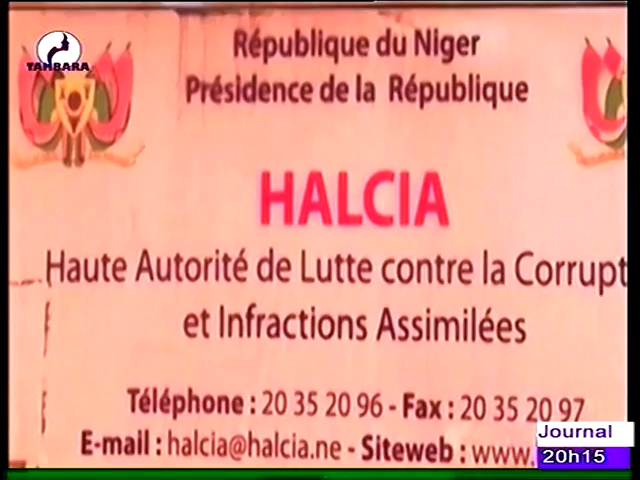 TAMBARA
République du Niger
Présidence de la République
HALCIA
Haute Autorité de Lutte contre la Corrupt
et Infractions Assimilées
Téléphone : 20 35 20 96 - Fax : 20 35 20 97
E-mail : halcia@halcia.ne - Siteweb : www.
Journal
20h15